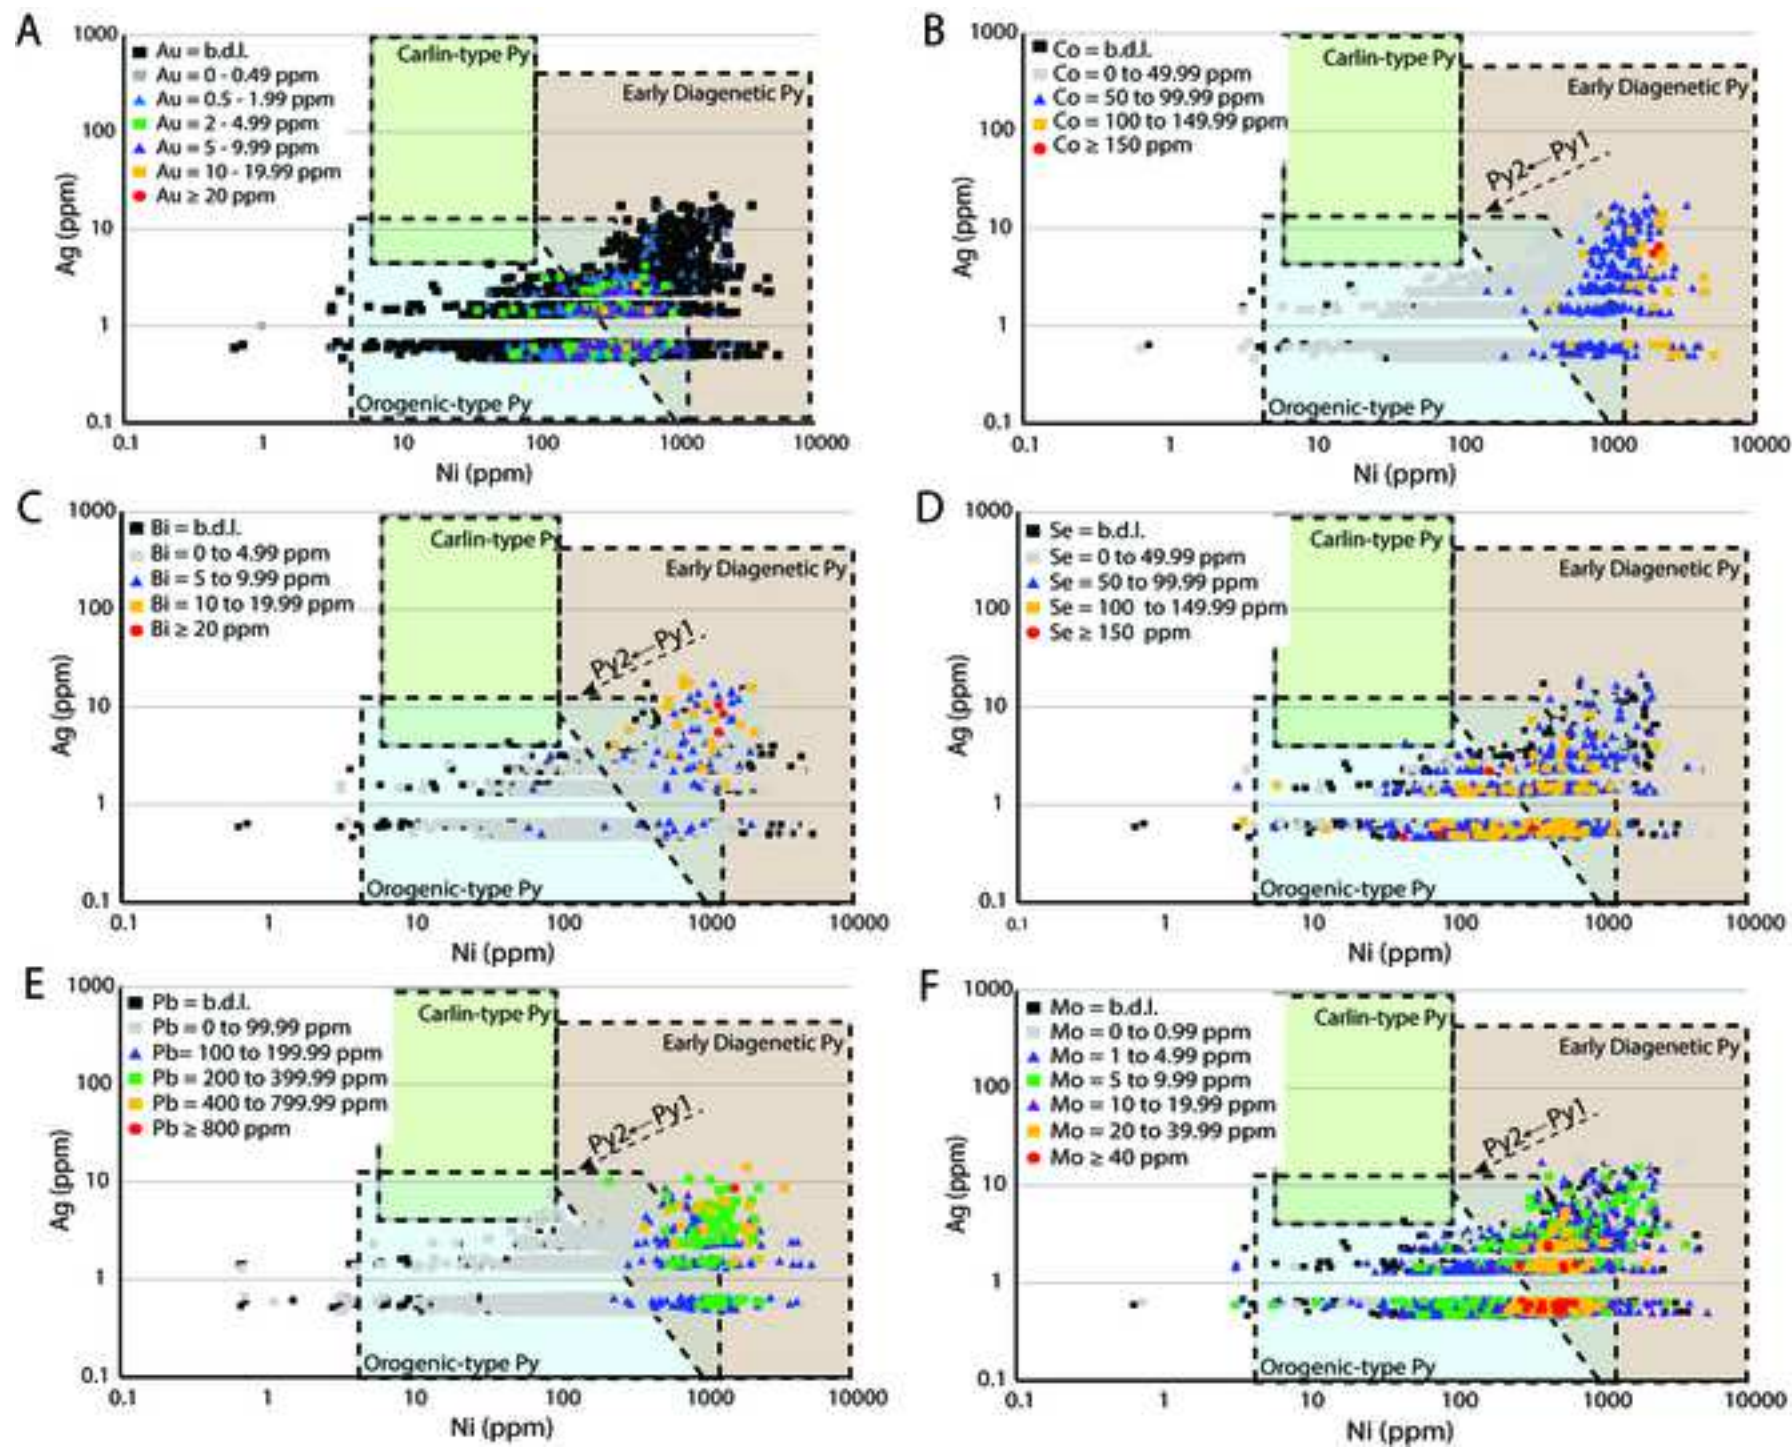 A
1000
100
10
1
0.1
Ag (ppm)
Au = b.d.l.
Au = 0 - 0.49 ppm
Au = 0.5 - 1.99 ppm
Au = 2 - 4.99 ppm
Au = 5 - 9.99 ppm
Au = 10 - 19.99 ppm
Au ≥ 20 ppm
Carlin-type Py
Early Diagenetic Py
Orogenic-type Py
0.1 1 10 100 1000 10000
Ni (ppm)
B
1000
100
10
1
0.1
Ag (ppm)
Co = b.d.l.
Co = 0 to 49.99 ppm
Co = 50 to 99.99 ppm
Co = 100 to 149.99 ppm
Co ≥ 150 ppm
Carlin-type Py
Early Diagenetic Py
Py2←Py1
Orogenic-type Py
0.1 1 10 100 1000 10000
Ni (ppm)
C
1000
100
10
1
0.1
Ag (ppm)
Bi = b.d.l.
Bi = 0 to 4.99 ppm
Bi = 5 to 9.99 ppm
Bi = 10 to 19.99 ppm
Bi ≥ 20 ppm
Carlin-type Py
Early Diagenetic Py
Py2←Py1
Orogenic-type Py
0.1 1 10 100 1000 10000
Ni (ppm)
D
1000
100
10
1
0.1
Ag (ppm)
Se = b.d.l.
Se = 0 to 49.99 ppm
Se = 50 to 99.99 ppm
Se = 100 to 149.99 ppm
Se ≥ 150 ppm
Carlin-type Py
Early Diagenetic Py
Orogenic-type Py
0.1 1 10 100 1000 10000
Ni (ppm)
E
1000
100
10
1
0.1
Ag (ppm)
Pb = b.d.l.
Pb = 0 to 99.99 ppm
Pb= 100 to 199.99 ppm
Pb = 200 to 399.99 ppm
Pb = 400 to 799.99 ppm
Pb ≥ 800 ppm
Carlin-type Py
Early Diagenetic Py
Py2←Py1
Orogenic-type Py
0.1 1 10 100 1000 10000
Ni (ppm)
F
1000
100
10
1
0.1
Ag (ppm)
Mo = b.d.l.
Mo = 0 to 0.99 ppm
Mo = 1 to 4.99 ppm
Mo = 5 to 9.99 ppm
Mo = 10 to 19.99 ppm
Mo = 20 to 39.99 ppm
Mo ≥ 40 ppm
Carlin-type Py
Early Diagenetic Py
Py2←Py1
Orogenic-type Py
0.1 1 10 100 1000 10000
Ni (ppm)